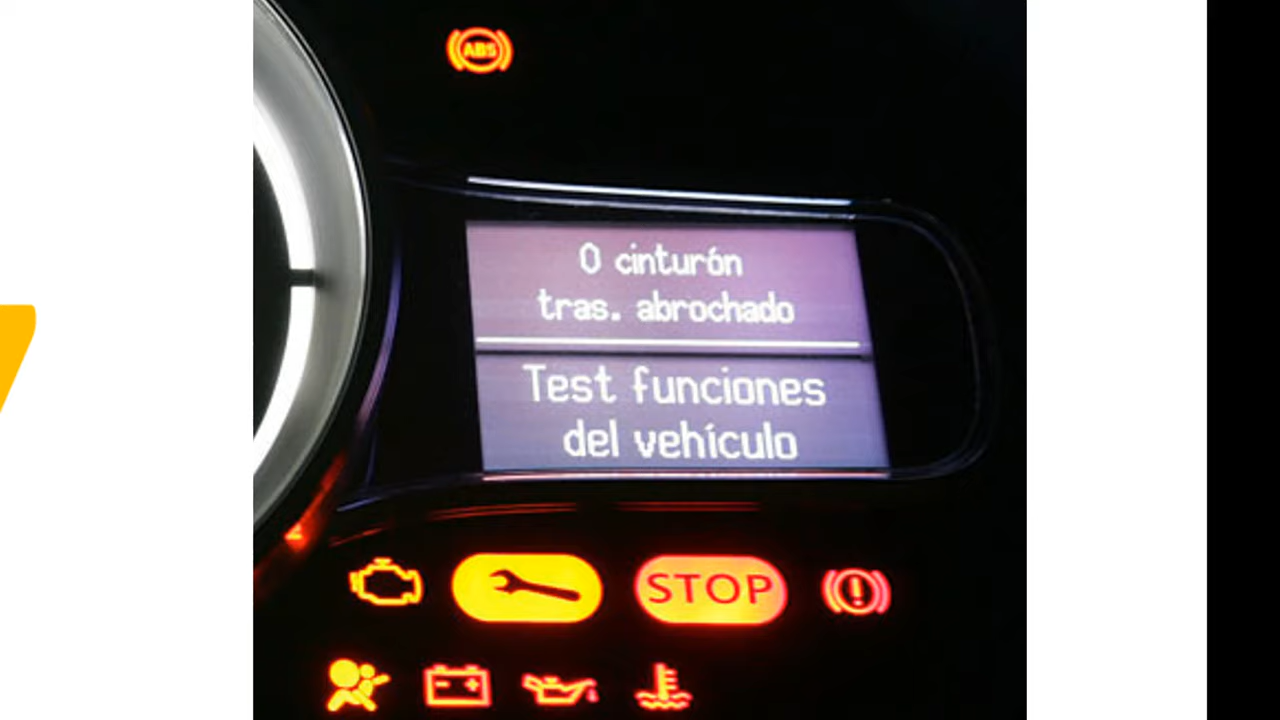 ABS
0 cinturón
tras. abrochado
Test funciones
del vehículo
STOP